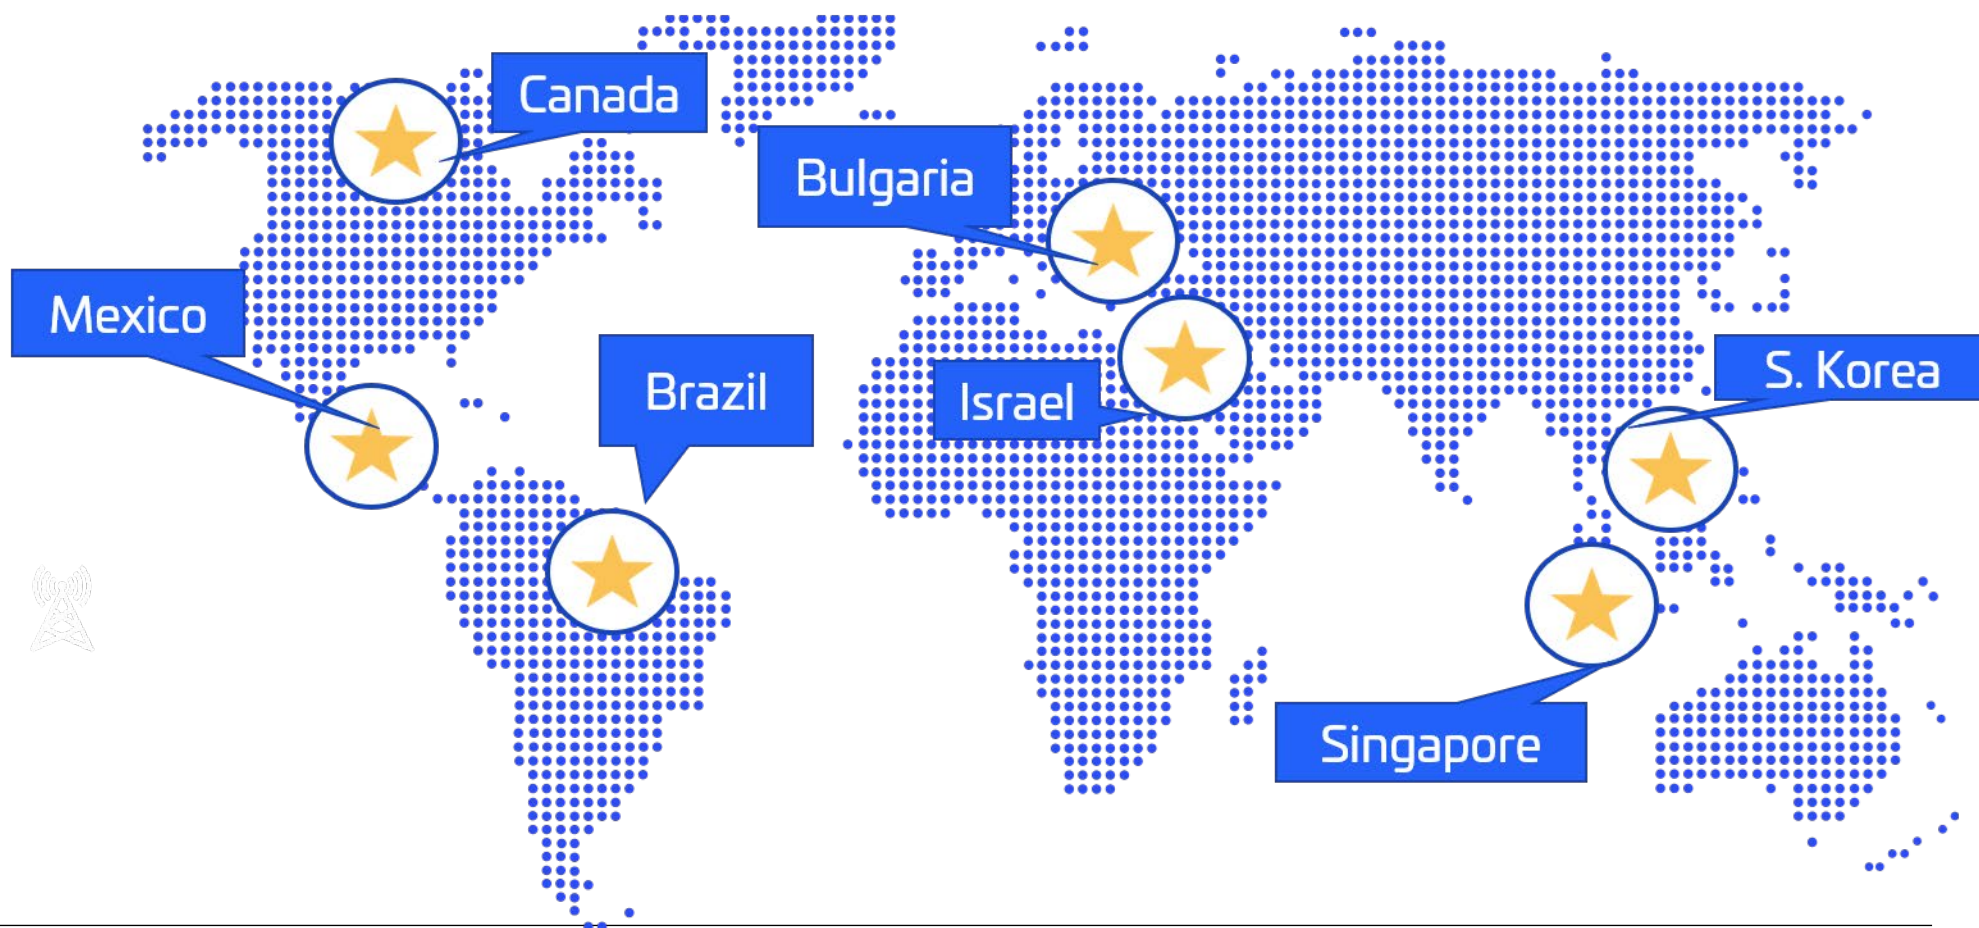 Canada
Bulgaria
Mexico
Brazil
S. Korea
Israel
Singapore